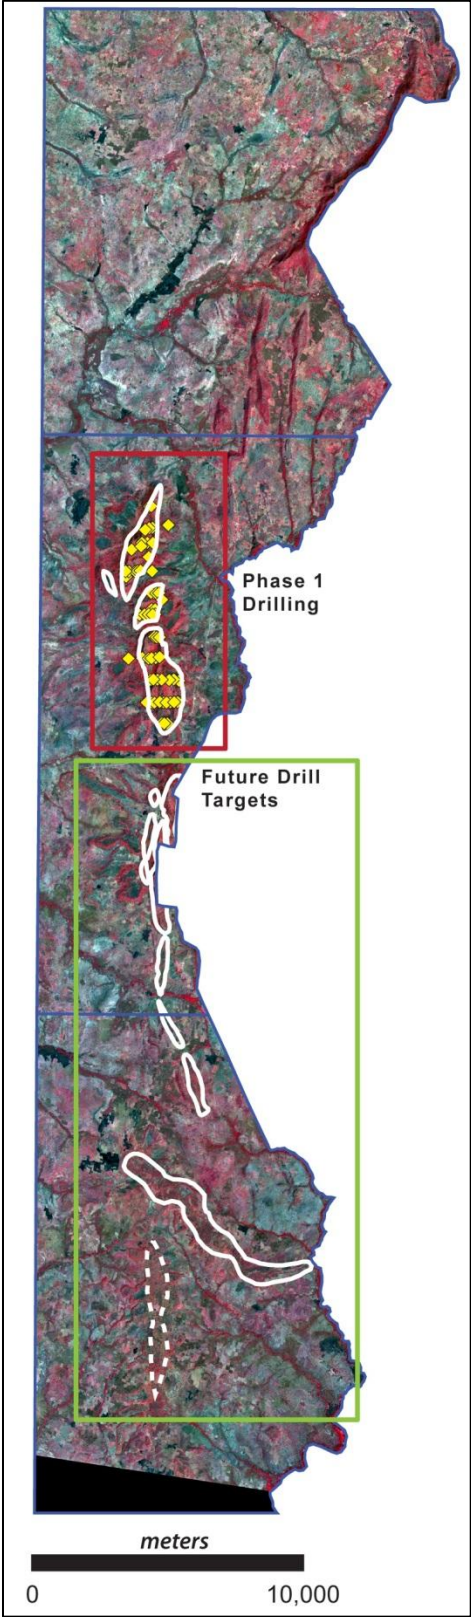 Phase 1
Drilling
Future Drill
Targets
meters
0 10,000